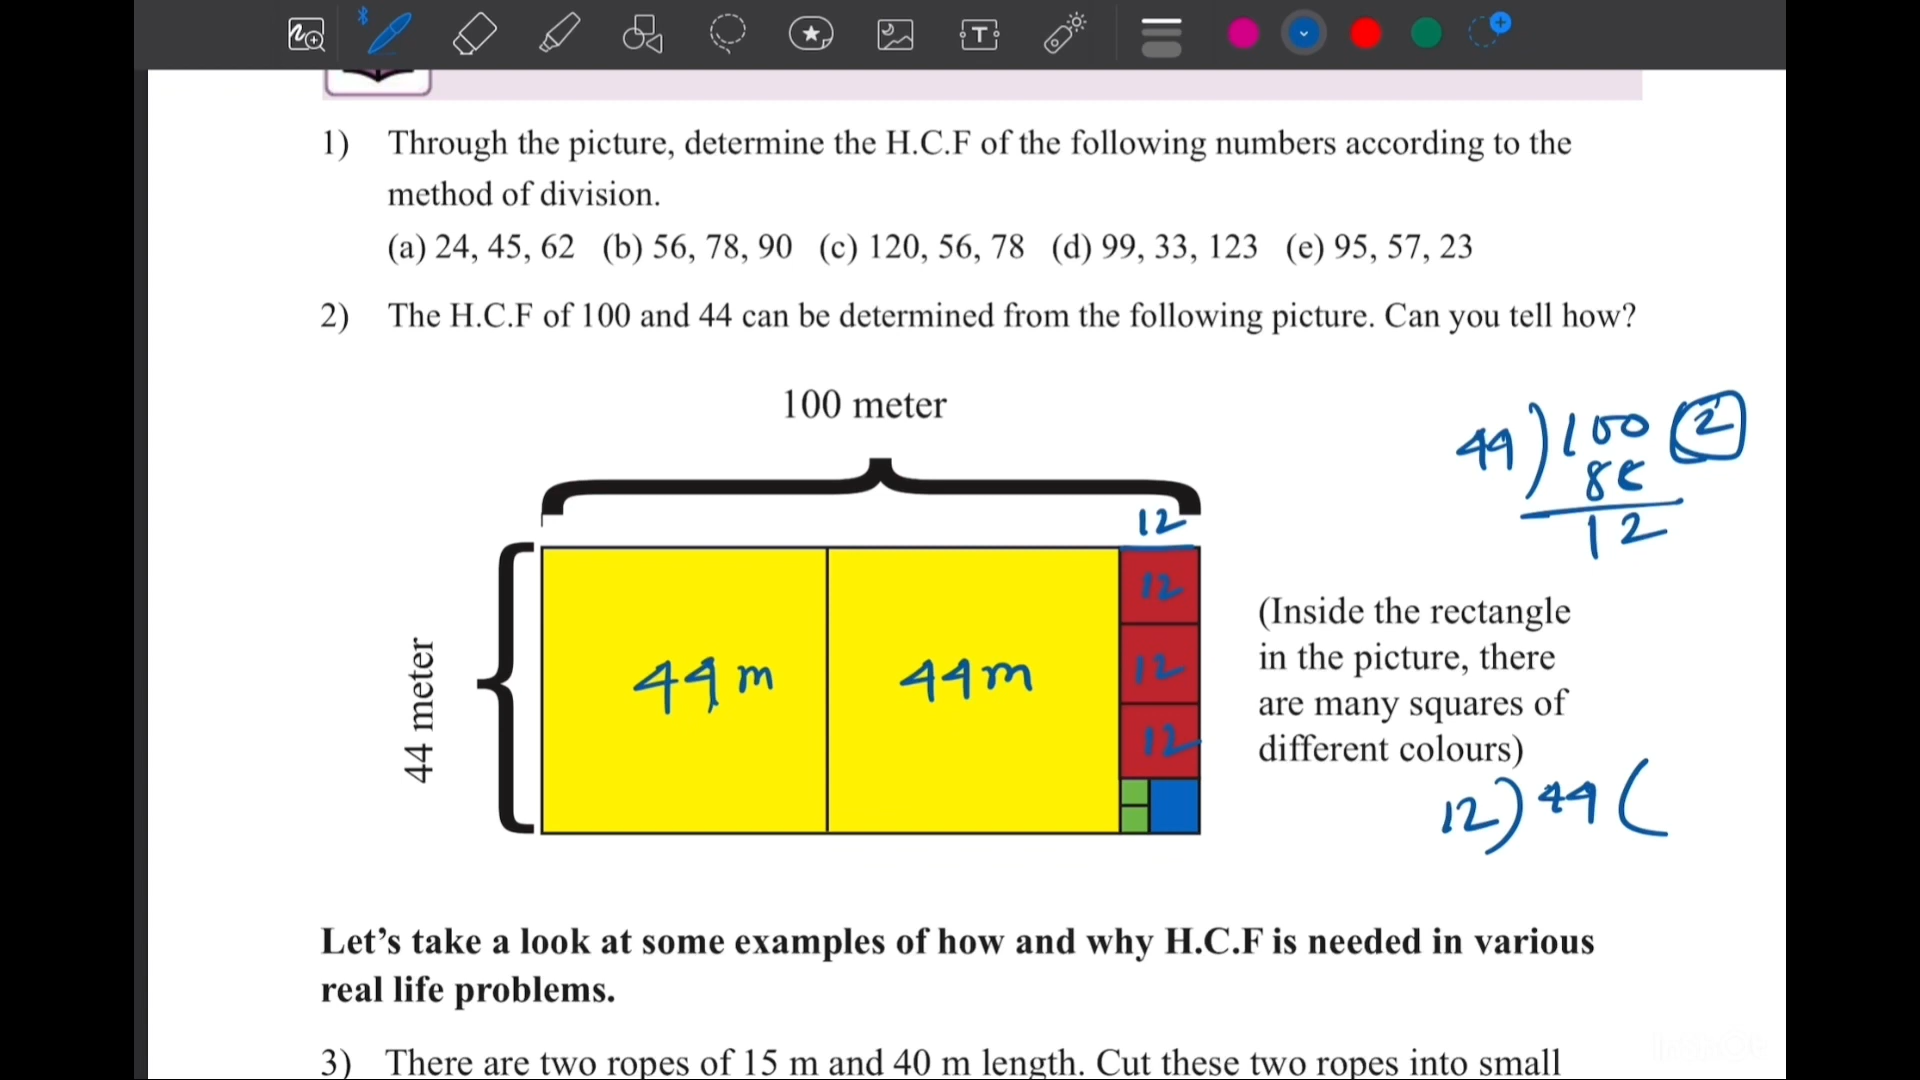 1) Through the picture, determine the H.C.F of the following numbers according to the
method of division.
(a) 24, 45, 62 (b) 56, 78, 90 (c) 120, 56, 78 (d) 99, 33, 123 (e) 95, 57, 23
2) The H.C.F of 100 and 44 can be determined from the following picture. Can you tell how?
100 meter
44) 100 (2
88
12
12
12
12
12
44 meter
44 m
44 m
(Inside the rectangle
in the picture, there
are many squares of
different colours)
12) 44 (
Let’s take a look at some examples of how and why H.C.F is needed in various
real life problems.
3) There are two ropes of 15 m and 40 m length. Cut these two ropes into small